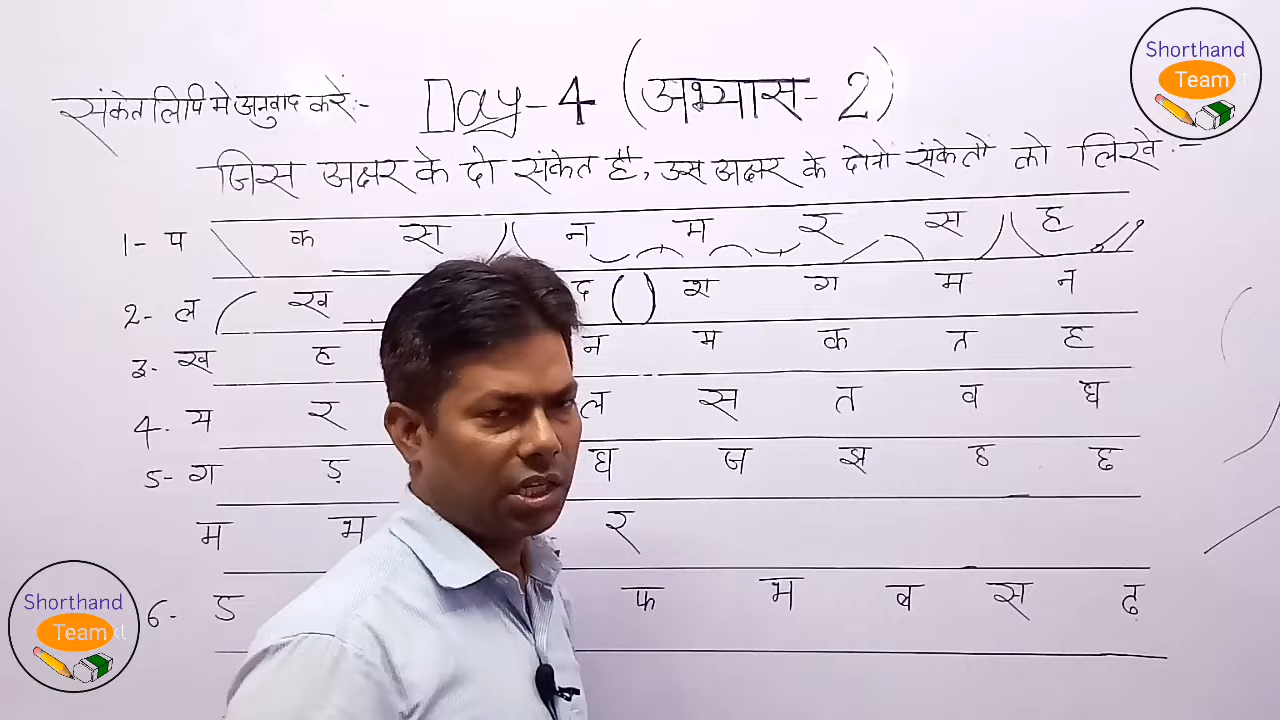 Shorthand
Team
संकेत लिपि मे अनुवाद करें:-
Day-4 (अभ्यास-2)
जिस अक्षर के दो संकेत है, उस अक्षर के दोनों संकेतों को लिखें:-
1- प क स न म र स ह
2- ल ख द श ग म न
3- ख ह न म क त ह
4. य र ल स त व ध
5- ग ड़ घ ज झ ठ ढ
म भ र
6- ड फ भ ब स ढ़
Shorthand
Team